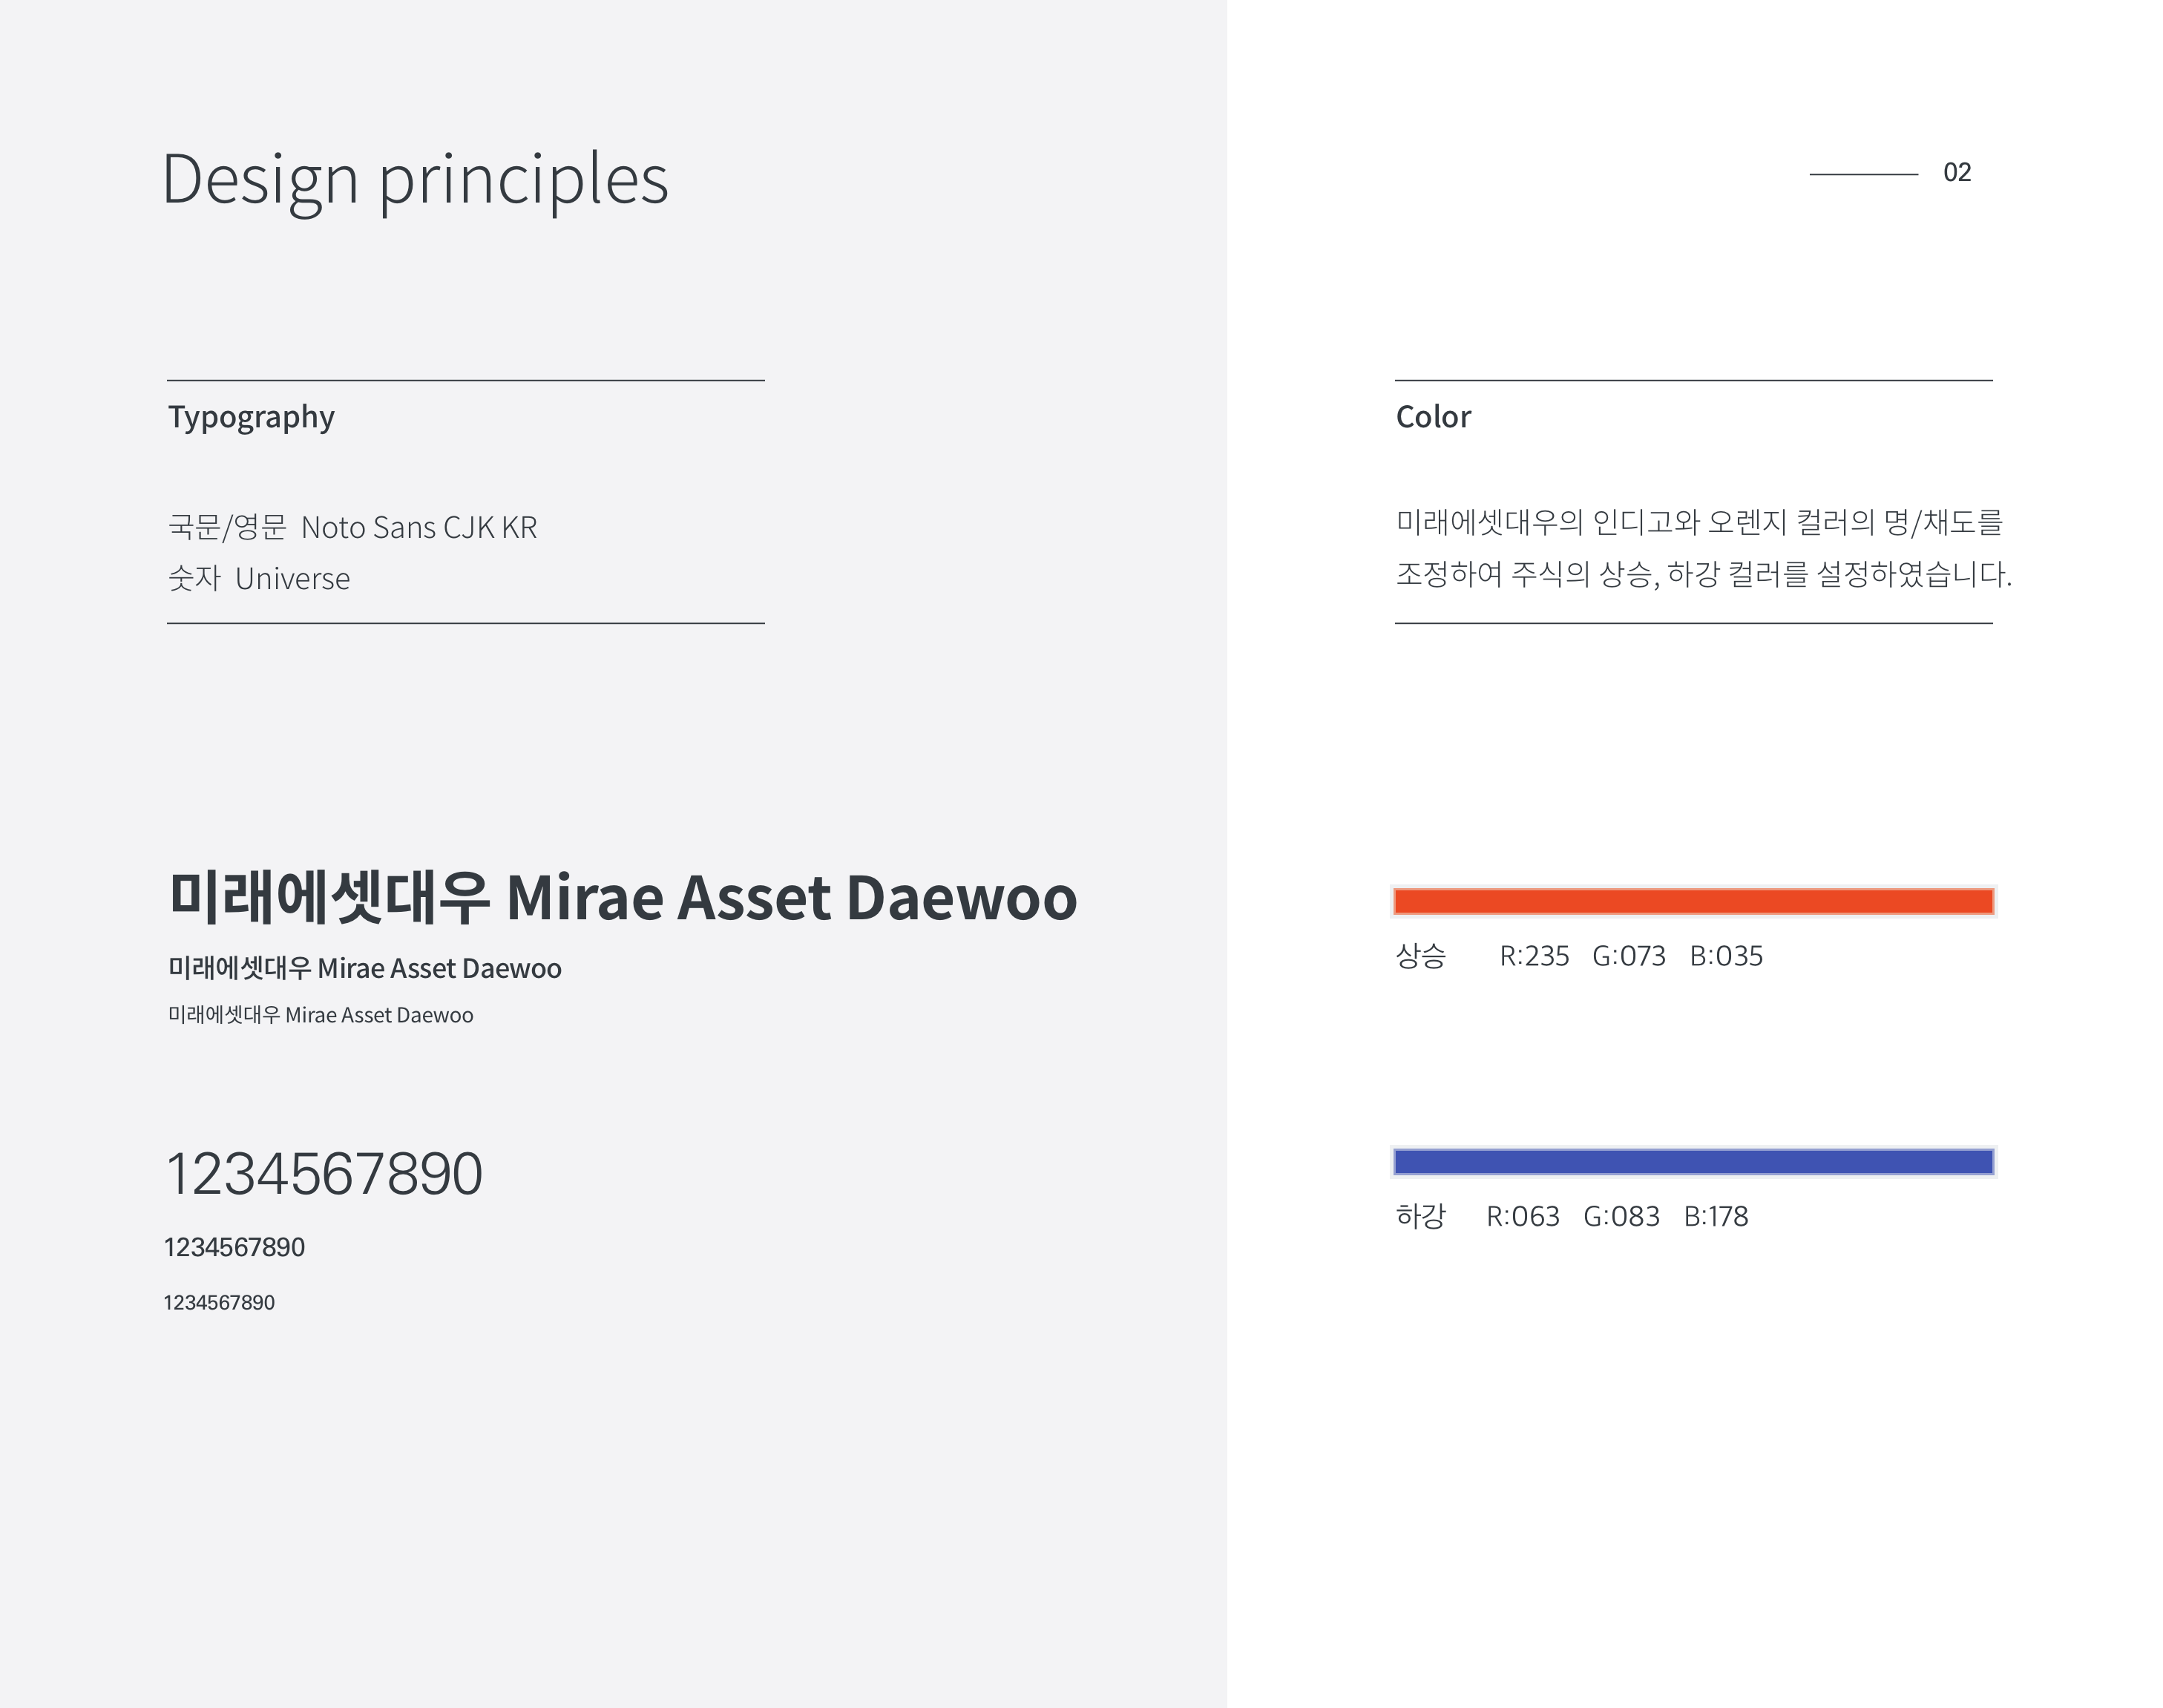 Design principles
02
Typography
국문/영문 Noto Sans CJK KR
숫자 Universe
미래에셋대우 Mirae Asset Daewoo
미래에셋대우 Mirae Asset Daewoo
미래에셋대우 Mirae Asset Daewoo
1234567890
1234567890
1234567890
Color
미래에셋대우의 인디고와 오렌지 컬러의 명/채도를
조정하여 주식의 상승, 하강 컬러를 설정하였습니다.
상승 R:235 G:073 B:035
하강 R:063 G:083 B:178